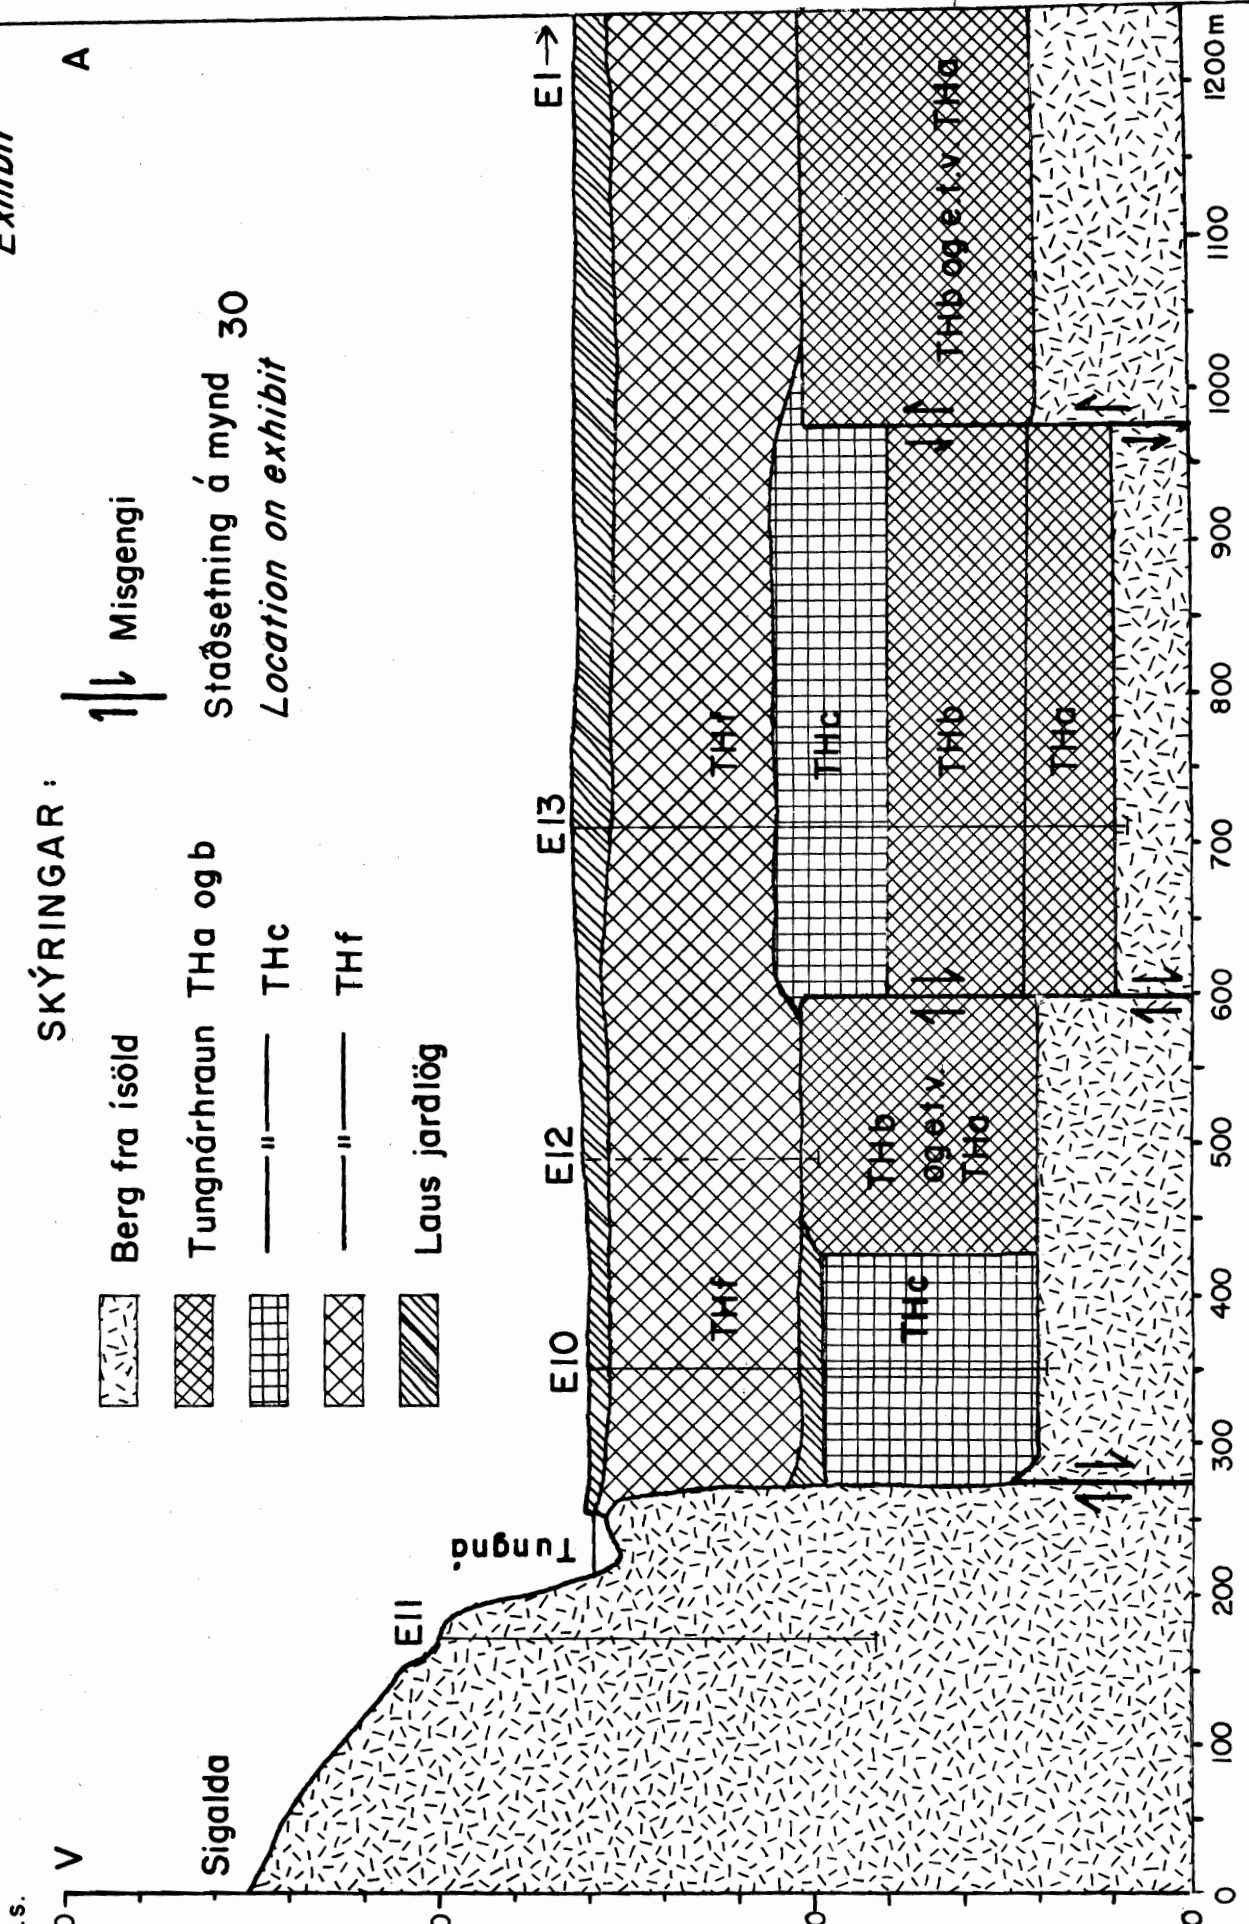 Exhibit
SKÝRINGAR:
Berg frá ísöld
Tungnárhraun THa og b
—— " —— THc
—— " —— THf
Laus jarðlög
Misgengi
Staðsetning á mynd 30
Location on exhibit
V
A
Sigalda
E11
Tungná
E10
E12
E13
E1→
THf
THf
THc
THb
og e.t.v.
THa
THc
THb
THa
THb og e.t.v THa
0 100 200 300 400 500 600 700 800 900 1000 1100 1200 m